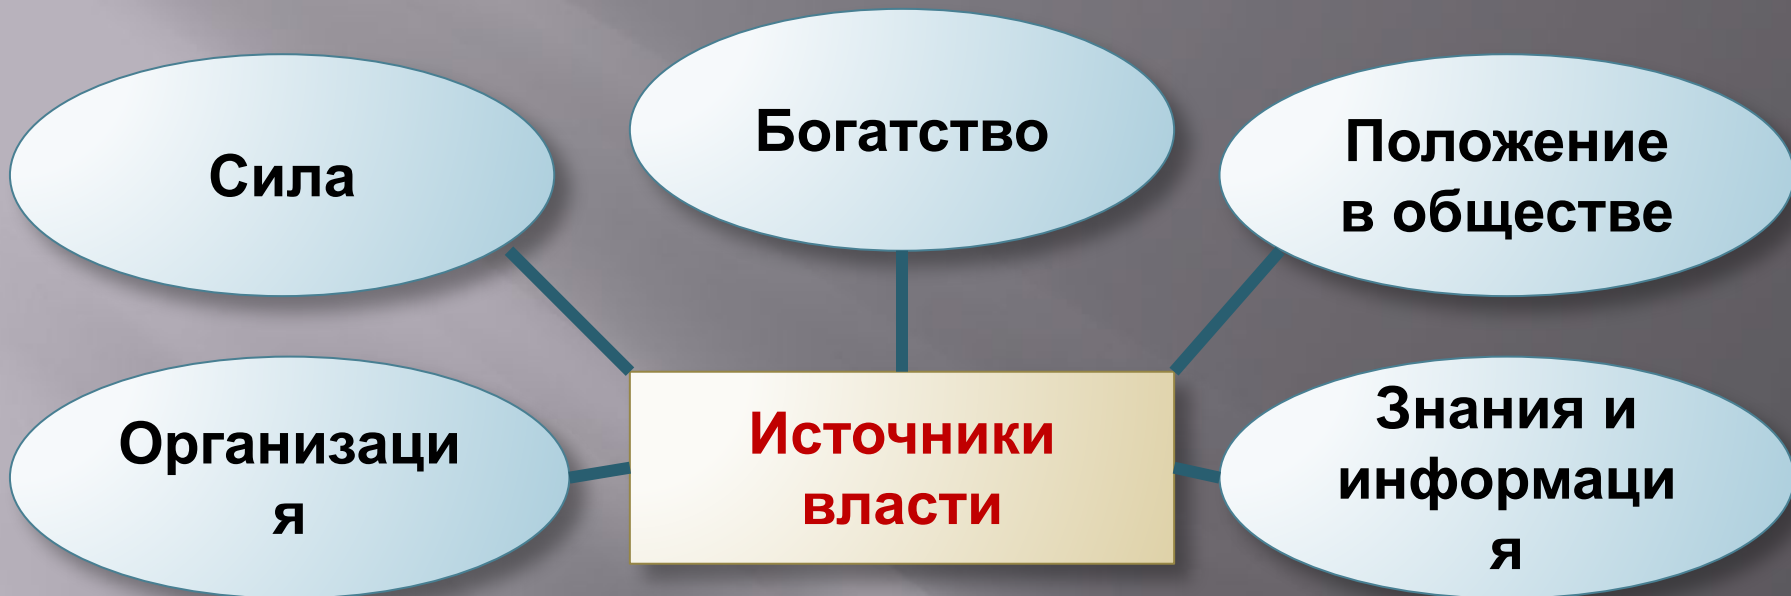 Сила
Богатство
Положение
в обществе
Организаци
я
Источники
власти
Знания и
информаци
я